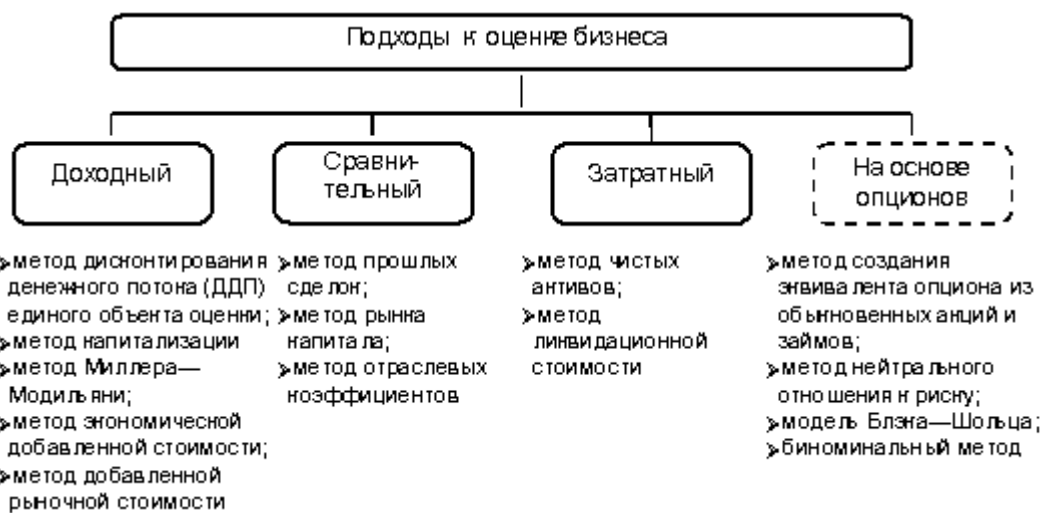 Подходы к оценке бизнеса
Доходный
Сравни-
тельный
Затратный
На основе
опционов
➢метод дисконтирования
денежного потока (ДДП)
единого объекта оценки;
➢метод капитализации
➢метод Миллера—
Модильяни;
➢метод экономической
добавленной стоимости;
➢метод добавленной
рыночной стоимости
➢метод прошлых
сделок;
➢метод рынка
капитала;
➢метод отраслевых
коэффициентов
➢метод чистых
активов;
➢метод
ликвидационной
стоимости
➢метод создания
эквивалента опциона из
обыкновенных акций и
займов;
➢метод нейтрального
отношения к риску;
➢модель Блэка—Шольца;
➢биноминальный метод